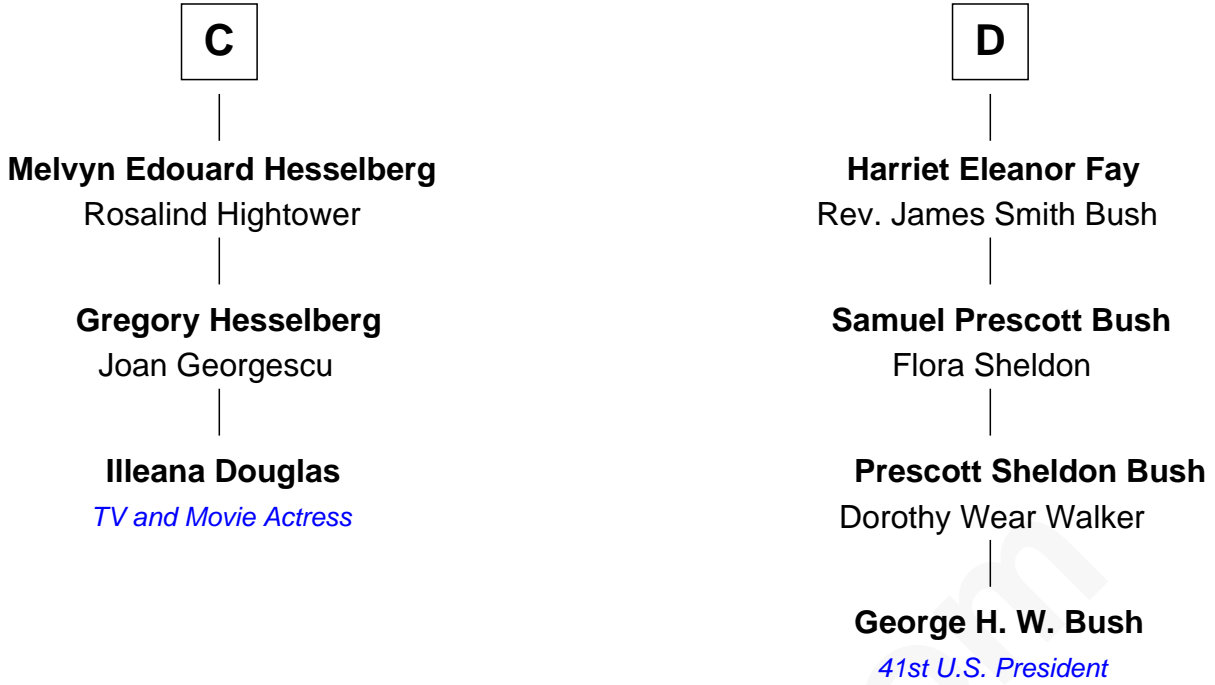 C
Melvyn Edouard Hesselberg
Rosalind Hightower
Gregory Hesselberg
Joan Georgescu
Illeana Douglas
TV and Movie Actress
D
Harriet Eleanor Fay
Rev. James Smith Bush
Samuel Prescott Bush
Flora Sheldon
Prescott Sheldon Bush
Dorothy Wear Walker
George H. W. Bush
41st U.S. President